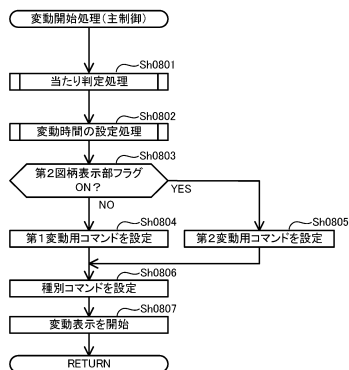 変動開始処理(主制御)
Sh0801
当たり判定処理
Sh0802
変動時間の設定処理
Sh0803
第2図柄表示部フラグ
ON?
YES
NO
Sh0804
第1変動用コマンドを設定
Sh0805
第2変動用コマンドを設定
Sh0806
種別コマンドを設定
Sh0807
変動表示を開始
RETURN